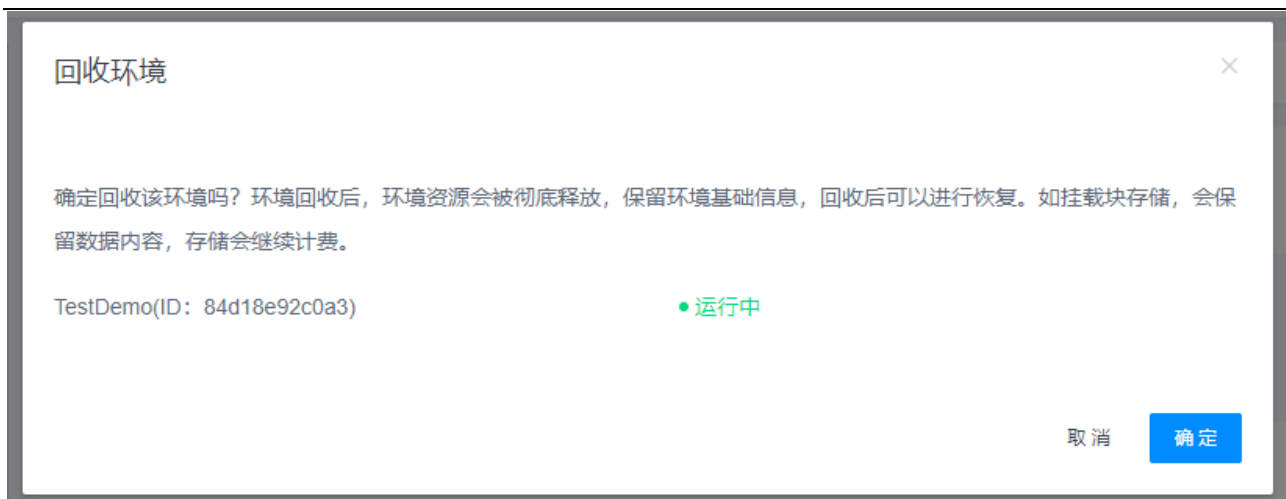 回收环境
确定回收该环境吗？环境回收后，环境资源会被彻底释放，保留环境基础信息，回收后可以进行恢复。如挂载块存储，会保
留数据内容，存储会继续计费。
TestDemo(ID：84d18e92c0a3) 运行中
取消 确定